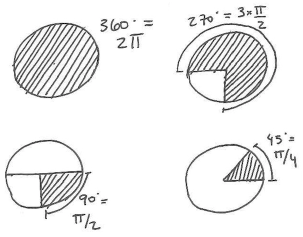 360° =
2π
270° = 3×π/2
90° =
π/2
45° =
π/4